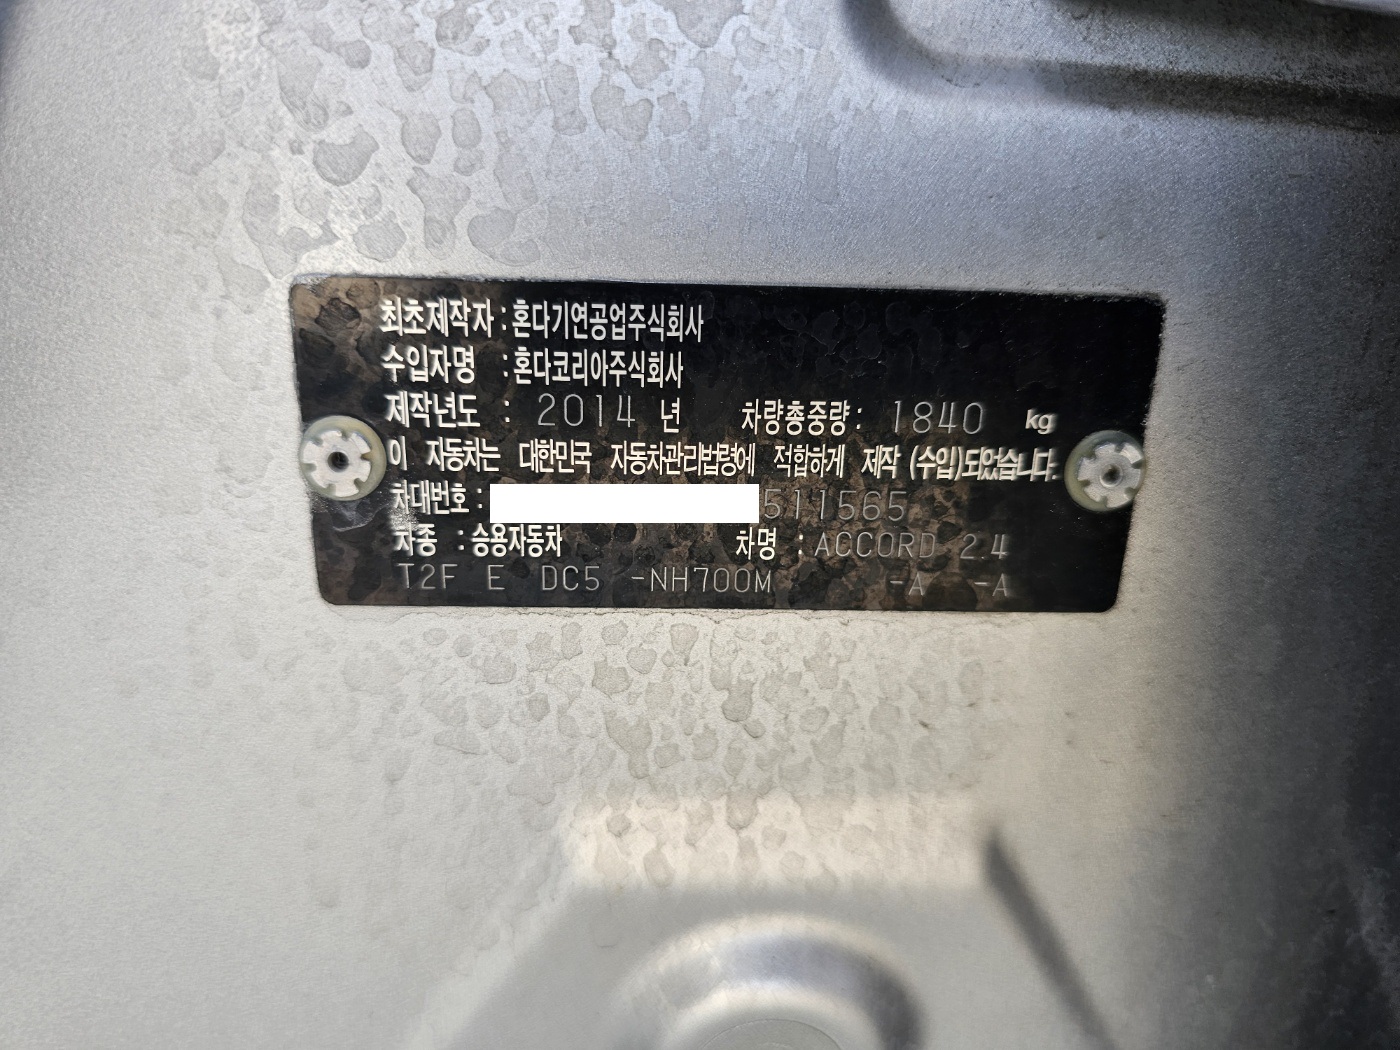 최초제작자 : 혼다기연공업주식회사
수입자명 : 혼다코리아주식회사
제작년도 : 2014 년 차량총중량 : 1840 kg
이 자동차는 대한민국 자동차관리법령에 적합하게 제작 (수입)되었습니다.
차대번호 : 511565
차종 : 승용자동차 차명 : ACCORD 2.4
T2F E DC5 -NH700M -A -A